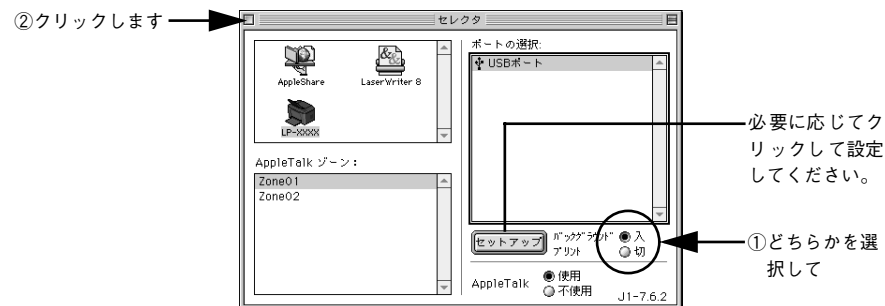 ②クリックします
セレクタ
AppleShare
LaserWriter 8
LP-XXXX
AppleTalk ゾーン：
Zone01
Zone02
ポートの選択:
USBポート
セットアップ
バックグラウンド
プリント
入
切
AppleTalk
使用
不使用
J1-7.6.2
必要に応じてク
リックして設定
してください。
①どちらかを選
択して